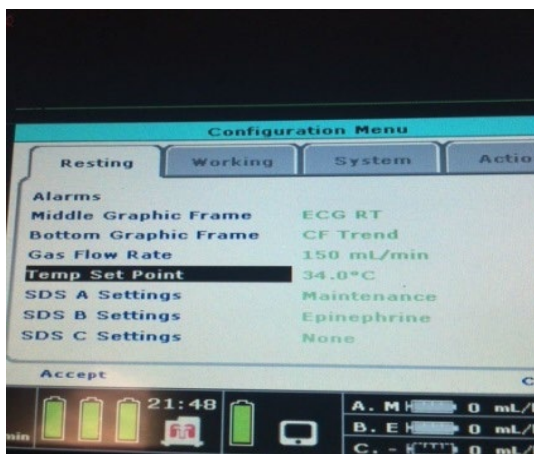 Configuration Menu
Resting Working System Actio
Alarms
Middle Graphic Frame ECG RT
Bottom Graphic Frame CF Trend
Gas Flow Rate 150 mL/min
Temp Set Point 34.0°C
SDS A Settings Maintenance
SDS B Settings Epinephrine
SDS C Settings None
Accept C
21:48 A. M 0 mL/
min B. E 0 mL/
C. - 0 mL/